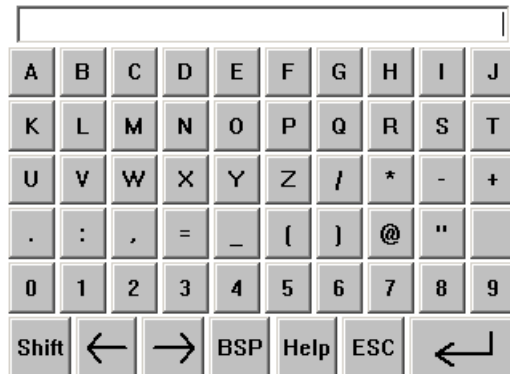 A B C D E F G H I J
K L M N O P Q R S T
U V W X Y Z / * - +
. : , = _ ( ) @ "
0 1 2 3 4 5 6 7 8 9
Shift ← → BSP Help ESC ↵